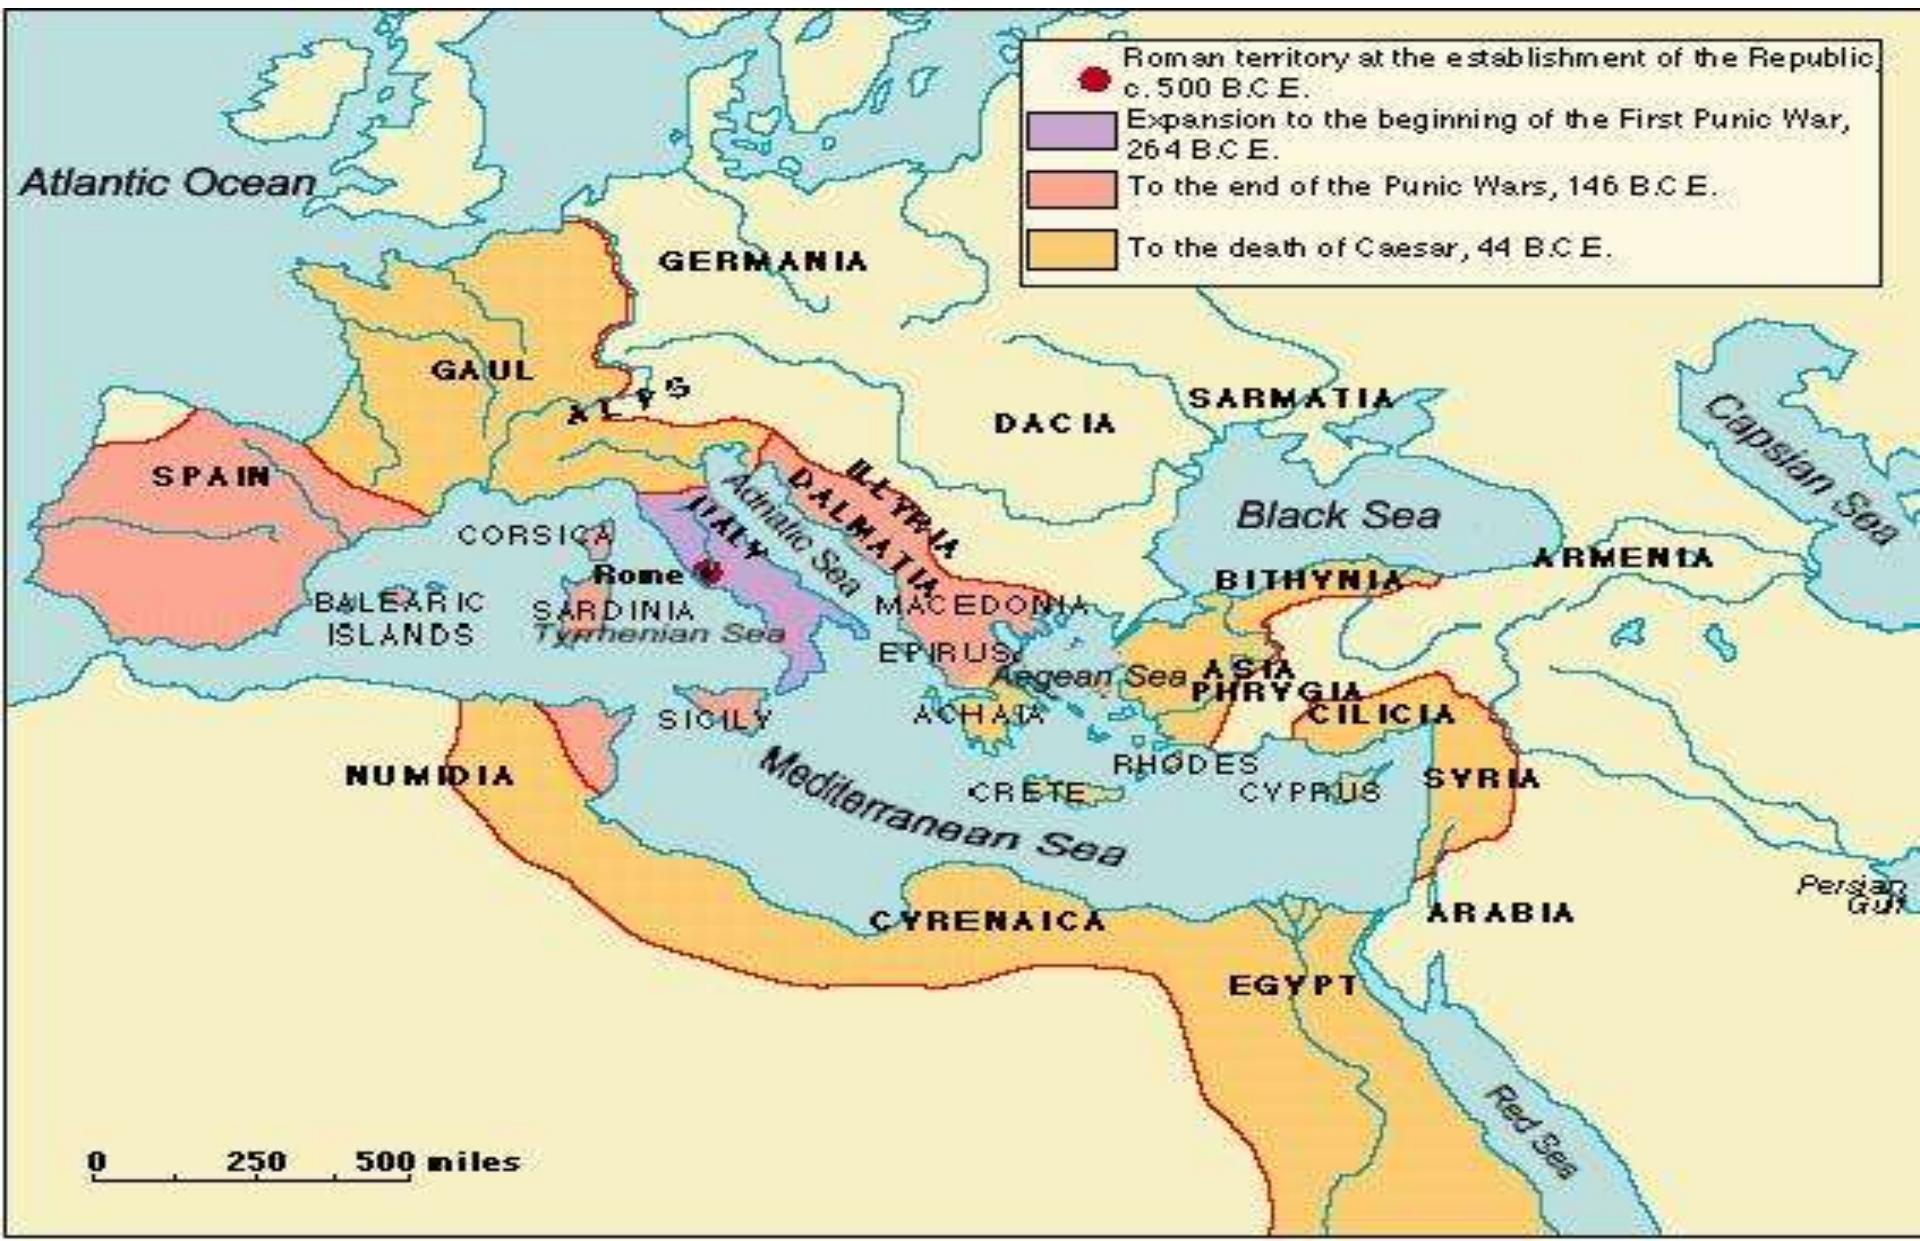 Roman territory at the establishment of the Republic,
c. 500 B.C.E.
Expansion to the beginning of the First Punic War,
264 B.C.E.
To the end of the Punic Wars, 146 B.C.E.
To the death of Caesar, 44 B.C.E.
Atlantic Ocean
GERMANIA
GAUL
ALPS
SARMATIA
DACIA
Capsian Sea
SPAIN
ILLYRIA
DALMATIA
ITALY
Adriatic Sea
Black Sea
CORSICA
ARMENIA
Rome
BITHYNIA
BALEARIC
ISLANDS
SARDINIA
Tyrrhenian Sea
MACEDONIA
EPIRUS
Aegean Sea
ASIA
PHRYGIA
SICILY
ACHAIA
CILICIA
NUMIDIA
Mediterranean Sea
RHODES
CRETE
CYPRUS
SYRIA
Persian
Gulf
CYRENAICA
ARABIA
EGYPT
Red Sea
0 250 500 miles